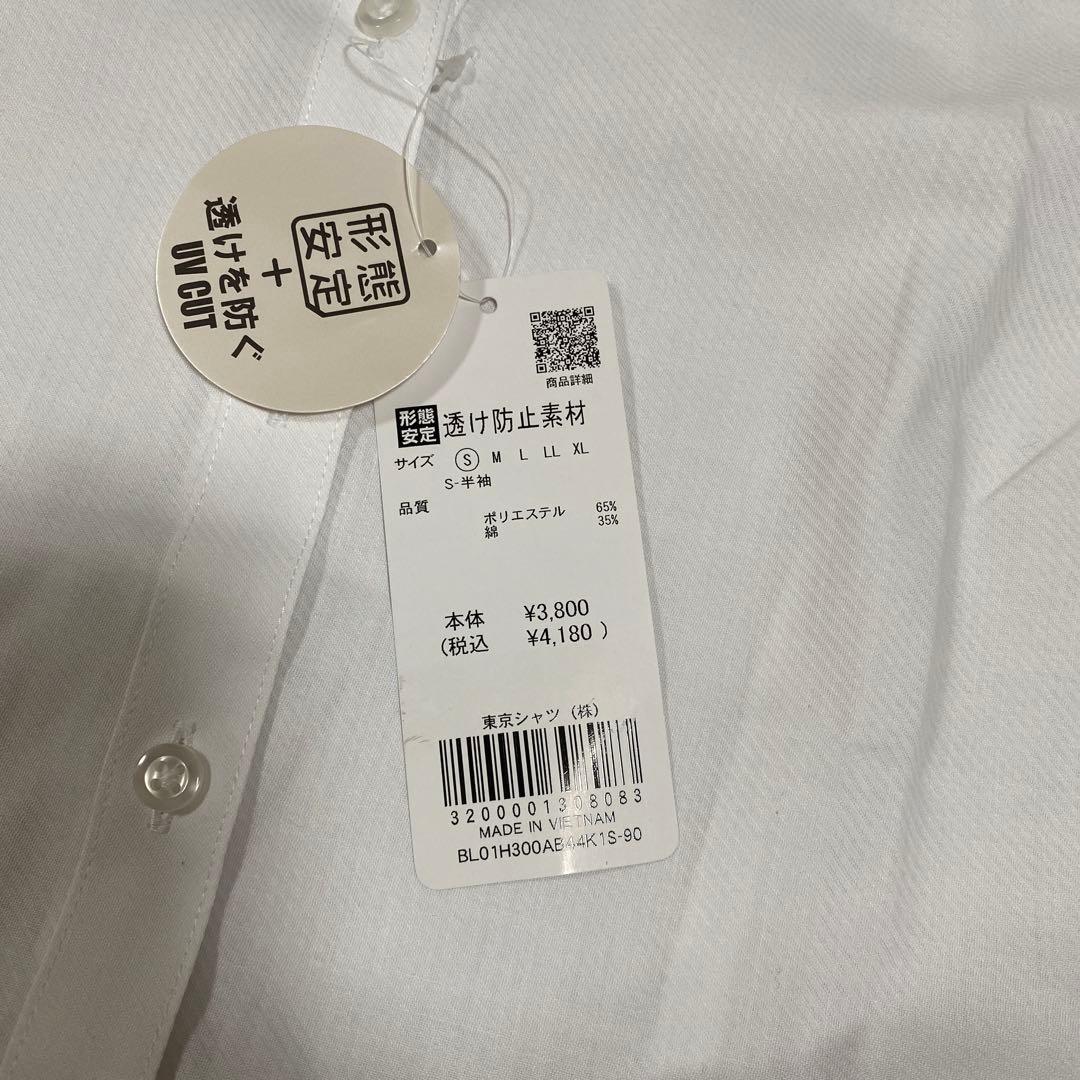 形態
安定
+
透けを防ぐ
UV CUT
商品詳細
形態
安定
透け防止素材
サイズ Ⓢ M L LL XL
S-半袖
品質
ポリエステル 65%
綿 35%
本体 ¥3,800
(税込 ¥4,180 )
東京シャツ (株)
3200001308083
MADE IN VIETNAM
BL01H300AB44K1S-90